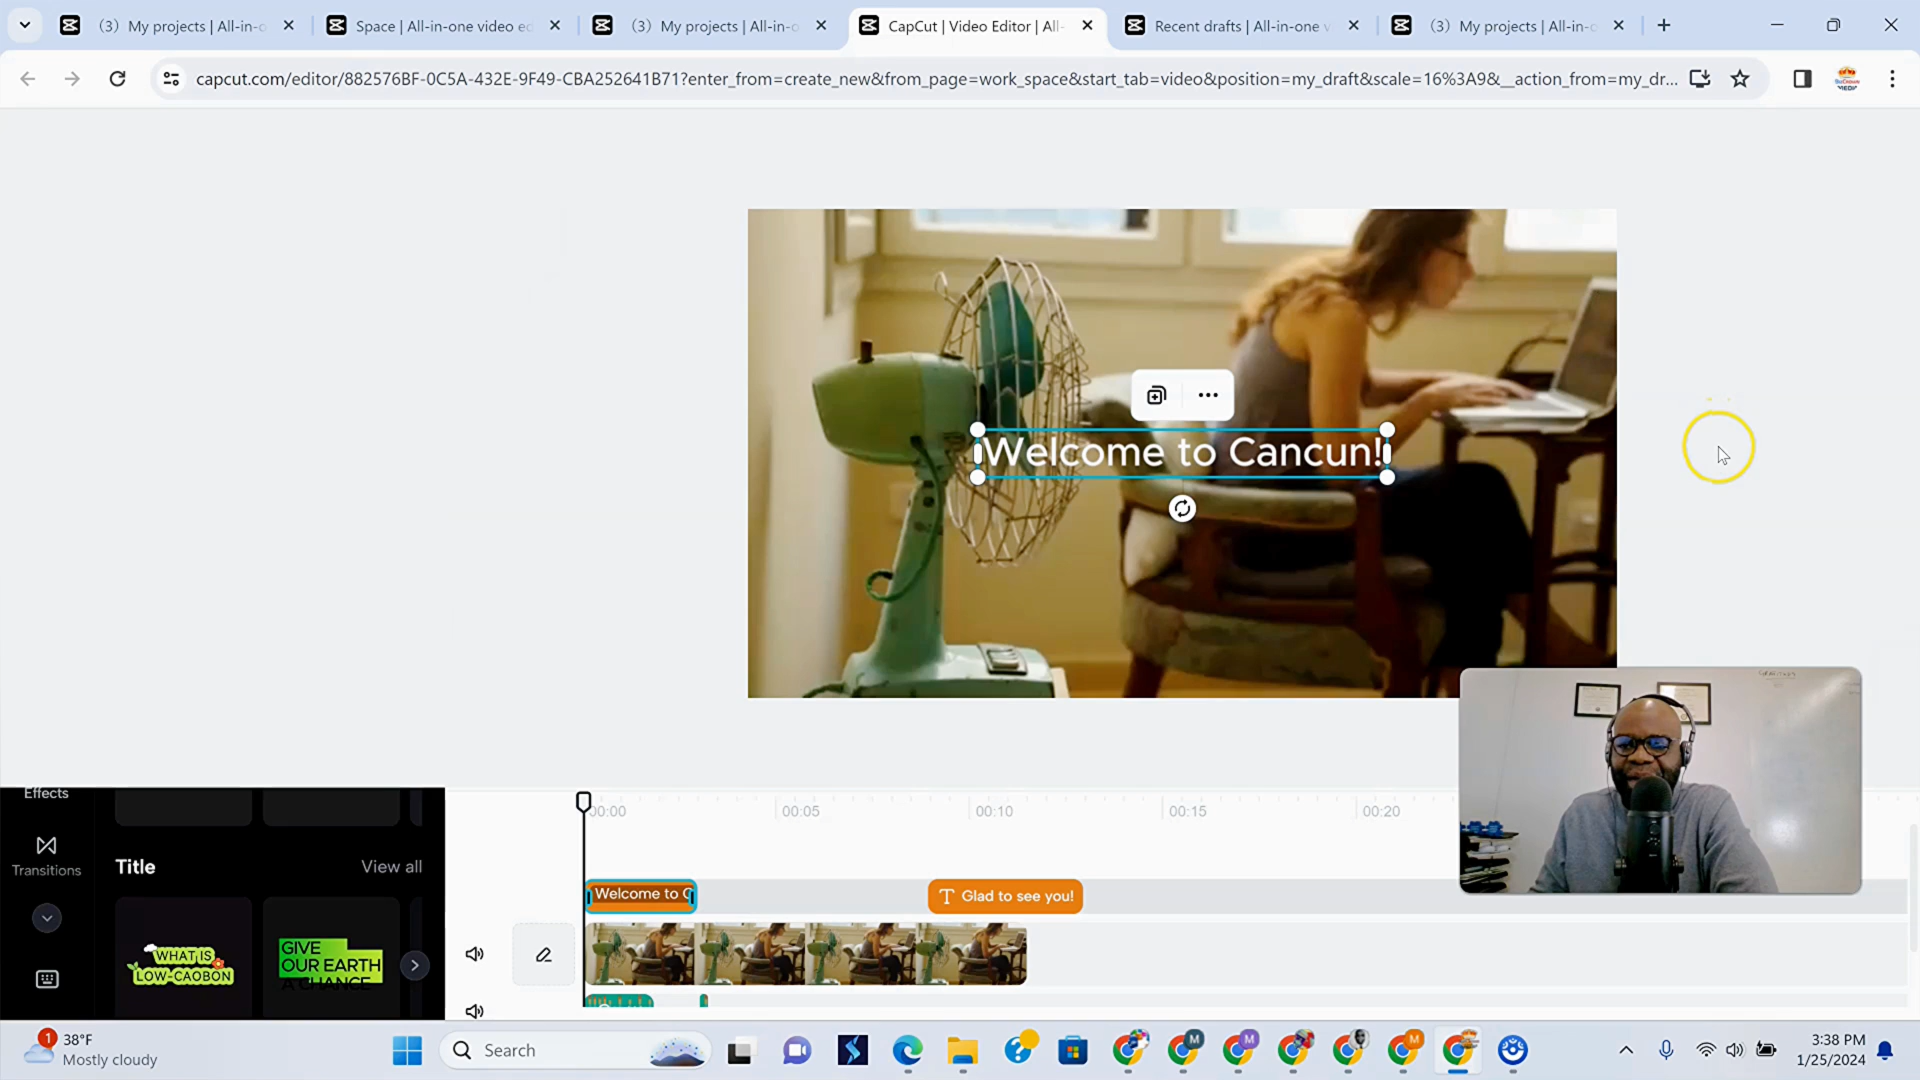 (3) My projects | All-in-o
Space | All-in-one video ed
(3) My projects | All-in-o
CapCut | Video Editor | All-
Recent drafts | All-in-one v
(3) My projects | All-in-o
capcut.com/editor/882576BF-0C5A-432E-9F49-CBA252641B71?enter_from=create_new&from_page=work_space&start_tab=video&position=my_draft&scale=16%3A9&__action_from=my_dr...
Welcome to Cancun!
Effects
00:00
00:05
00:10
00:15
00:20
Transitions
Title
View all
Welcome to C
T Glad to see you!
WHAT IS
LOW-CAOBON
GIVE
OUR EARTH
A CHANCE
1
38°F
Mostly cloudy
Search
M
M
M
3:38 PM
1/25/2024